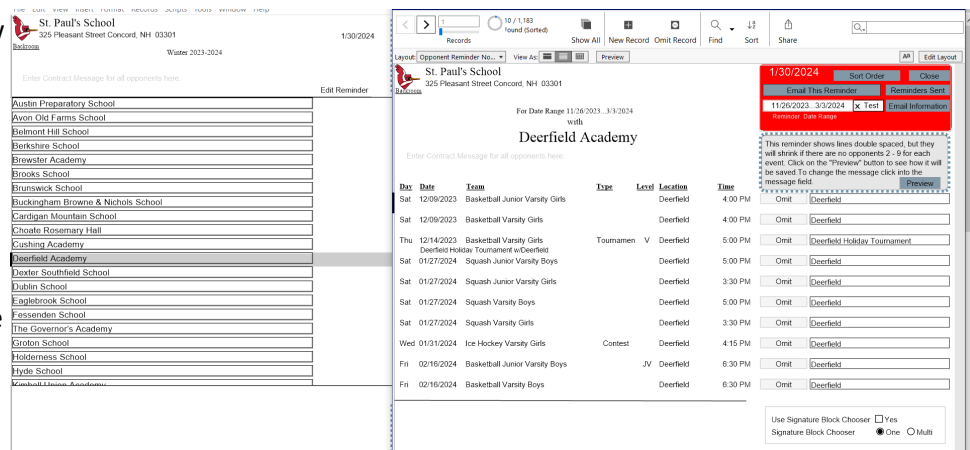 File Edit View Insert Format Records Scripts Tools Window Help
St. Paul's School
325 Pleasant Street Concord, NH 03301
1/30/2024
Backroom
Winter 2023-2024
Enter Contract Message for all opponents here.
Edit Reminder
Austin Preparatory School
Avon Old Farms School
Belmont Hill School
Berkshire School
Brewster Academy
Brooks School
Brunswick School
Buckingham Browne & Nichols School
Cardigan Mountain School
Choate Rosemary Hall
Cushing Academy
Deerfield Academy
Dexter Southfield School
Dublin School
Eaglebrook School
Fessenden School
The Governor's Academy
Groton School
Holderness School
Hyde School
Kimball Union Academy
1
10 / 1,183
Found (Sorted)
Records
Show All New Record Omit Record Find Sort Share
Layout: Opponent Reminder No... View As: Preview
Edit Layout
St. Paul's School
325 Pleasant Street Concord, NH 03301
Backroom
For Date Range 11/26/2023...3/3/2024
with
Deerfield Academy
Enter Contract Message for all opponents here.
1/30/2024 Sort Order Close
Email This Reminder Reminders Sent
11/26/2023...3/3/2024 x Test Email Information
Reminder Date Range
This reminder shows lines double spaced, but they
will shrink if there are no opponents 2 - 9 for each
event. Click on the "Preview" button to see how it will
be saved.To change the message click into the
message field. Preview
Day Date Team Type Level Location Time
Sat 12/09/2023 Basketball Junior Varsity Girls Deerfield 4:00 PM Omit Deerfield
Sat 12/09/2023 Basketball Varsity Girls Deerfield 4:00 PM Omit Deerfield
Thu 12/14/2023 Basketball Varsity Girls Tournamen V Deerfield 5:00 PM Omit Deerfield Holiday Tournament
Deerfield Holiday Tournament w/Deerfield
Sat 01/27/2024 Squash Junior Varsity Boys Deerfield 5:00 PM Omit Deerfield
Sat 01/27/2024 Squash Junior Varsity Girls Deerfield 3:30 PM Omit Deerfield
Sat 01/27/2024 Squash Varsity Boys Deerfield 5:00 PM Omit Deerfield
Sat 01/27/2024 Squash Varsity Girls Deerfield 3:30 PM Omit Deerfield
Wed 01/31/2024 Ice Hockey Varsity Girls Contest Deerfield 4:15 PM Omit Deerfield
Fri 02/16/2024 Basketball Junior Varsity Boys JV Deerfield 6:30 PM Omit Deerfield
Fri 02/16/2024 Basketball Varsity Boys Deerfield 6:30 PM Omit Deerfield
Use Signature Block Chooser Yes
Signature Block Chooser One Multi